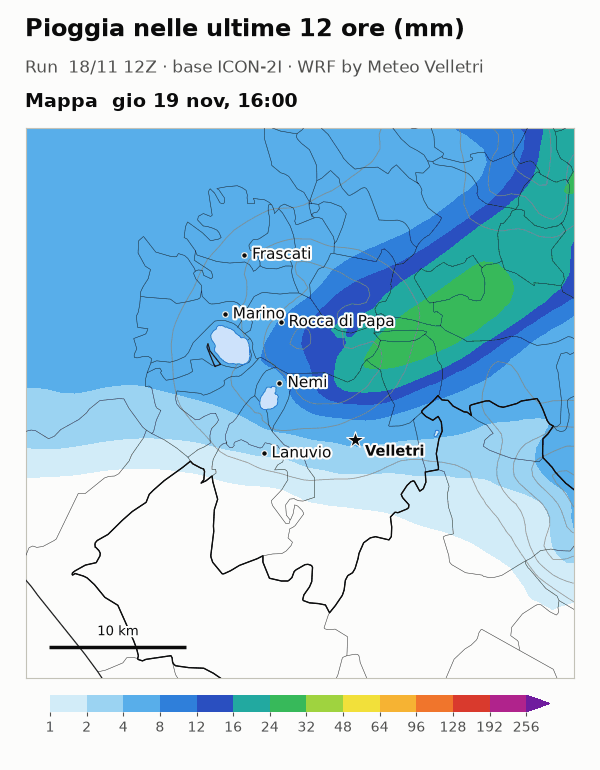 Pioggia nelle ultime 12 ore (mm)
Run  18/11 12Z · base ICON-2I · WRF by Meteo Velletri
Mappa  gio 19 nov, 16:00
Frascati
Marino
Rocca di Papa
Nemi
Velletri
Lanuvio
10 km
1 2 4 8 12 16 24 32 48 64 96 128 192 256